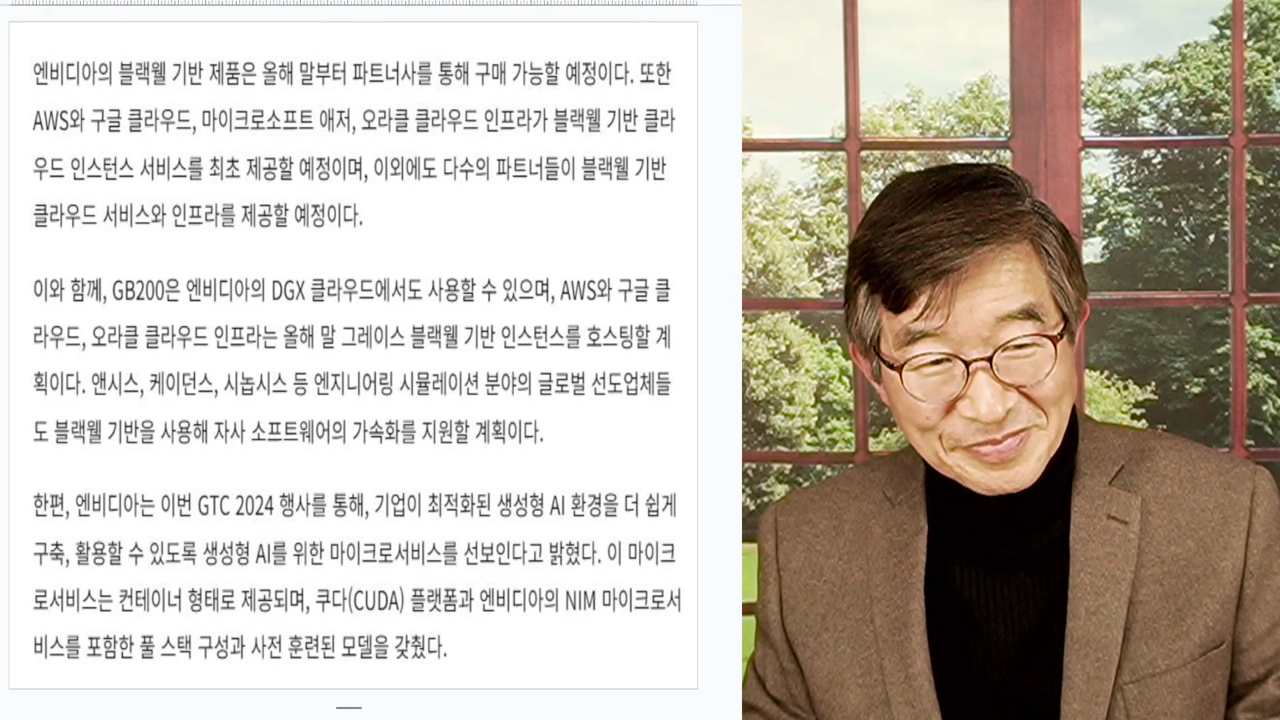 엔비디아의 블랙웰 기반 제품은 올해 말부터 파트너사를 통해 구매 가능할 예정이다. 또한
AWS와 구글 클라우드, 마이크로소프트 애저, 오라클 클라우드 인프라가 블랙웰 기반 클라
우드 인스턴스 서비스를 최초 제공할 예정이며, 이외에도 다수의 파트너들이 블랙웰 기반
클라우드 서비스와 인프라를 제공할 예정이다.
이와 함께, GB200은 엔비디아의 DGX 클라우드에서도 사용할 수 있으며, AWS와 구글 클
라우드, 오라클 클라우드 인프라는 올해 말 그레이스 블랙웰 기반 인스턴스를 호스팅할 계
획이다. 앤시스, 케이던스, 시놉시스 등 엔지니어링 시뮬레이션 분야의 글로벌 선도업체들
도 블랙웰 기반을 사용해 자사 소프트웨어의 가속화를 지원할 계획이다.
한편, 엔비디아는 이번 GTC 2024 행사를 통해, 기업이 최적화된 생성형 AI 환경을 더 쉽게
구축, 활용할 수 있도록 생성형 AI를 위한 마이크로서비스를 선보인다고 밝혔다. 이 마이크
로서비스는 컨테이너 형태로 제공되며, 쿠다(CUDA) 플랫폼과 엔비디아의 NIM 마이크로서
비스를 포함한 풀 스택 구성과 사전 훈련된 모델을 갖췄다.